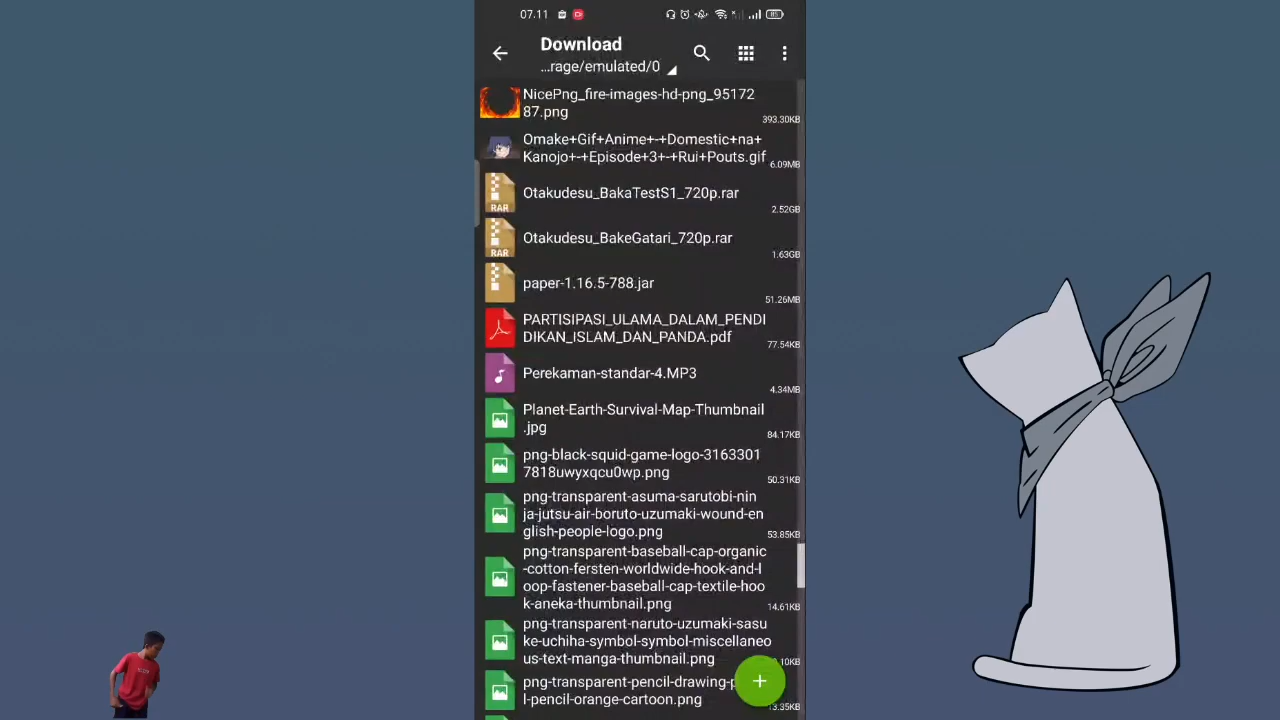 07.11
Download
...rage/emulated/0
NicePng_fire-images-hd-png_95172
87.png
393.30KB
Omake+Gif+Anime+-+Domestic+na+
Kanojo+-+Episode+3+-+Rui+Pouts.gif
6.09MB
Otakudesu_BakaTestS1_720p.rar
RAR
2.52GB
Otakudesu_BakeGatari_720p.rar
RAR
1.63GB
paper-1.16.5-788.jar
51.26MB
PARTISIPASI_ULAMA_DALAM_PENDI
DIKAN_ISLAM_DAN_PANDA.pdf
77.54KB
Perekaman-standar-4.MP3
4.34MB
Planet-Earth-Survival-Map-Thumbnail
.jpg
84.17KB
png-black-squid-game-logo-3163301
7818uwyxqcu0wp.png
50.31KB
png-transparent-asuma-sarutobi-nin
ja-jutsu-air-boruto-uzumaki-wound-en
glish-people-logo.png
53.85KB
png-transparent-baseball-cap-organic
-cotton-fersten-worldwide-hook-and-l
oop-fastener-baseball-cap-textile-hoo
k-aneka-thumbnail.png
14.61KB
png-transparent-naruto-uzumaki-sasu
ke-uchiha-symbol-symbol-miscellaneo
us-text-manga-thumbnail.png
png-transparent-pencil-drawing-p
l-pencil-orange-cartoon.png
13.35KB